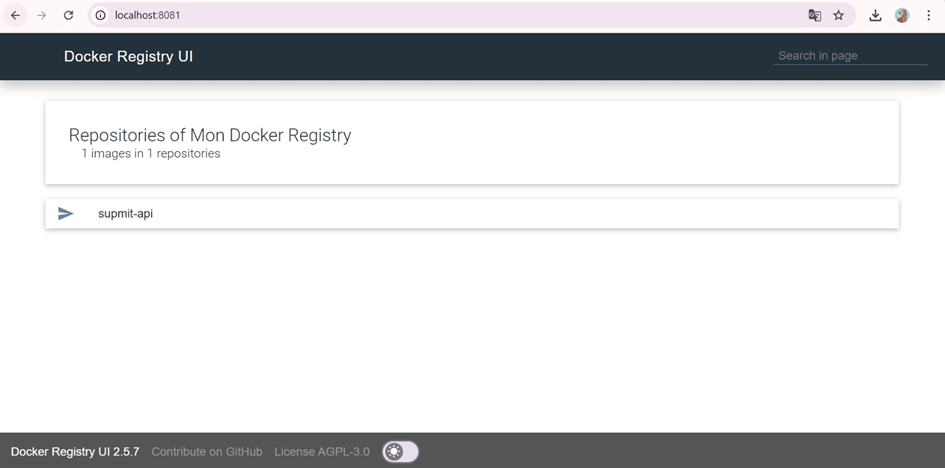 localhost:8081
Docker Registry UI
Search in page
Repositories of Mon Docker Registry
1 images in 1 repositories
supmit-api
Docker Registry UI 2.5.7 Contribute on GitHub License AGPL-3.0